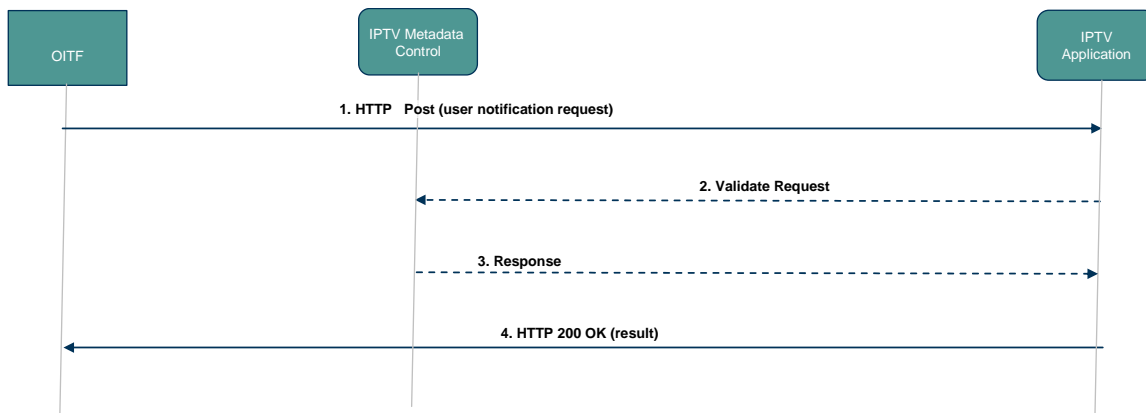 OITF
IPTV Metadata
Control
IPTV
Application
1. HTTP Post (user notification request)
2. Validate Request
3. Response
4. HTTP 200 OK (result)